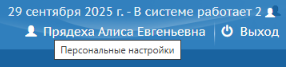 29 сентября 2025 г. - В системе работает 2
Прядеха Алиса Евгеньевна
Выход
Персональные настройки